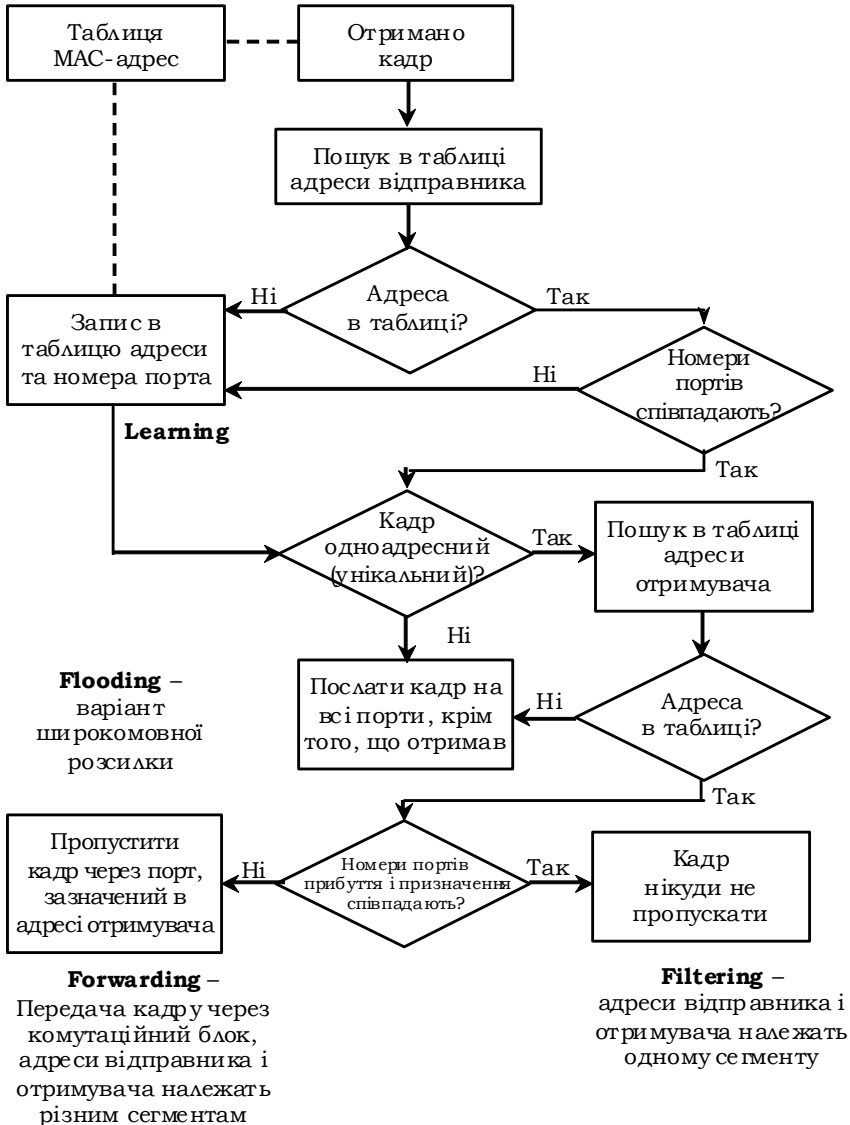 Таблиця
МАС-адрес
Отримано
кадр
Пошук в таблиці
адреси відправника
Ні
Адреса
в таблиці?
Так
Запис в
таблицю адреси
та номера порта
Ні
Номери
портів
співпадають?
Learning
Так
Кадр
одноадресний
(унікальний)?
Так
Пошук в таблиці
адреси
отримувача
Ні
Flooding –
варіант
широкомовної
розсилки
Послати кадр на
всі порти, крім
того, що отримав
Ні
Адреса
в таблиці?
Так
Пропустити
кадр через порт,
зазначений в
адресі отримувача
Ні
Номери портів
прибуття і призначення
співпадають?
Так
Кадр
нікуди не
пропускати
Forwarding –
Передача кадру через
комутаційний блок,
адреси відправника і
отримувача належать
різним сегментам
Filtering –
адреси відправника і
отримувача належать
одному сегменту